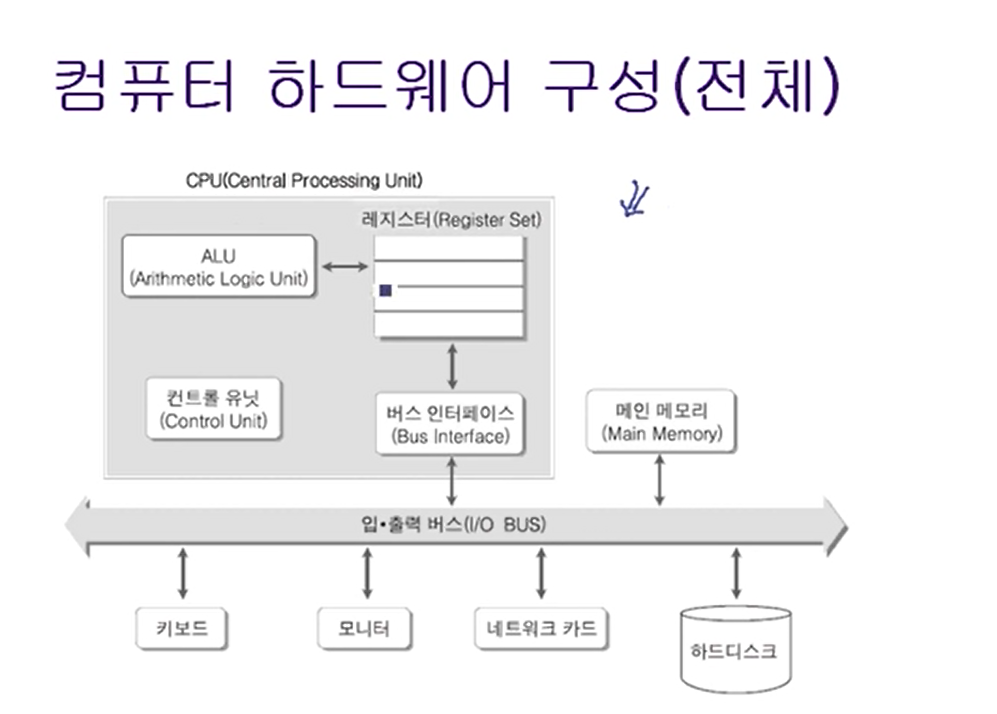 컴퓨터 하드웨어 구성(전체)
CPU(Central Processing Unit)
레지스터(Register Set)
ALU
(Arithmetic Logic Unit)
컨트롤 유닛
(Control Unit)
버스 인터페이스
(Bus Interface)
메인 메모리
(Main Memory)
입•출력 버스(I/O BUS)
키보드
모니터
네트워크 카드
하드디스크